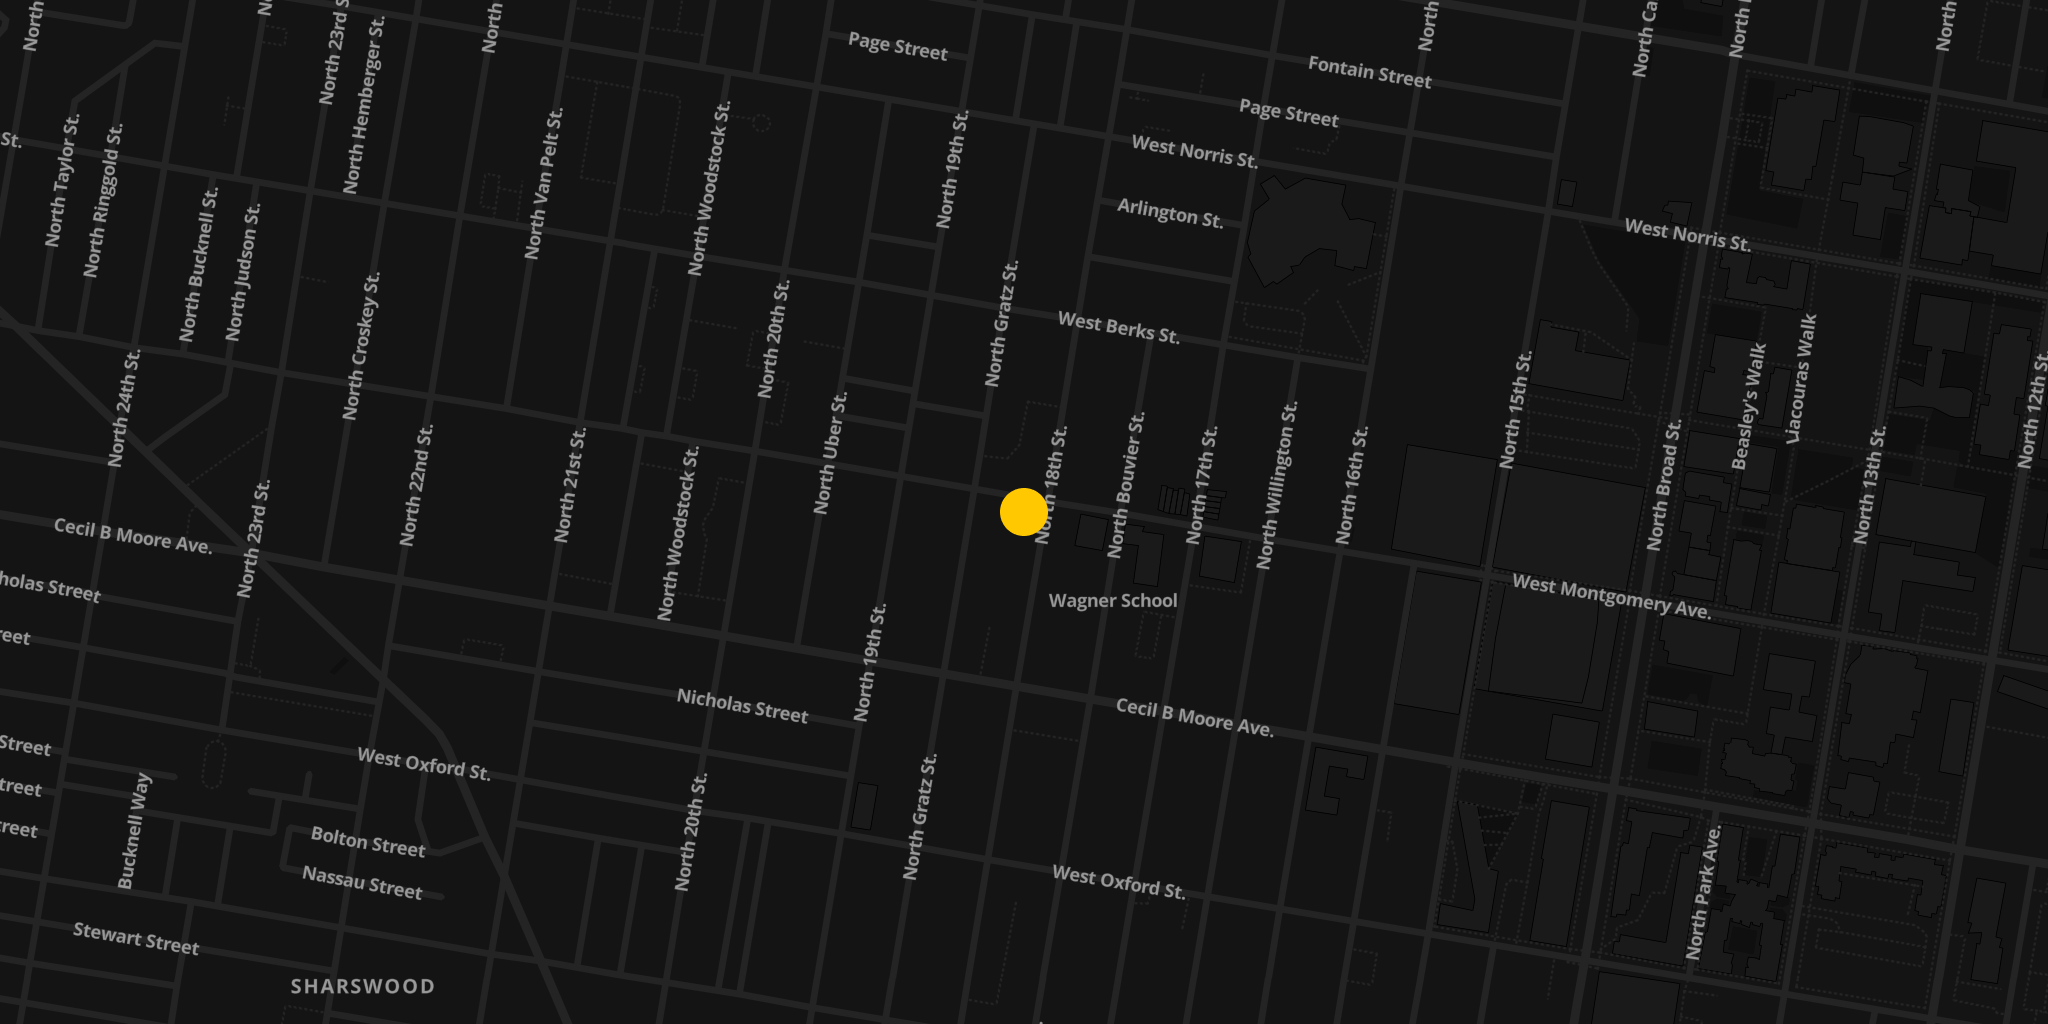 North
North 23rd S
North Hemberger St.
North
Page Street
North
Fontain Street
North Ca
North
North
St.
North Taylor St.
North Ringgold St.
North Van Pelt St.
North Woodstock St.
North 19th St.
Page Street
West Norris St.
Arlington St.
North Bucknell St.
North Judson St.
North Croskey St.
North 20th St.
North Gratz St.
West Berks St.
West Norris St.
North 24th St.
North 22nd St.
North 21st St.
North Uber St.
North 18th St.
North Bouvier St.
North 17th St.
North Willington St.
North 16th St.
North 15th St.
North Broad St.
Beasley's Walk
Liacouras Walk
North 13th St.
North 12th St.
Cecil B Moore Ave.
North 23rd St.
North Woodstock St.
holas Street
reet
Wagner School
West Montgomery Ave.
North 19th St.
Nicholas Street
Cecil B Moore Ave.
Street
treet
reet
Bucknell Way
West Oxford St.
North 20th St.
North Gratz St.
Bolton Street
Nassau Street
West Oxford St.
North Park Ave.
Stewart Street
SHARSWOOD